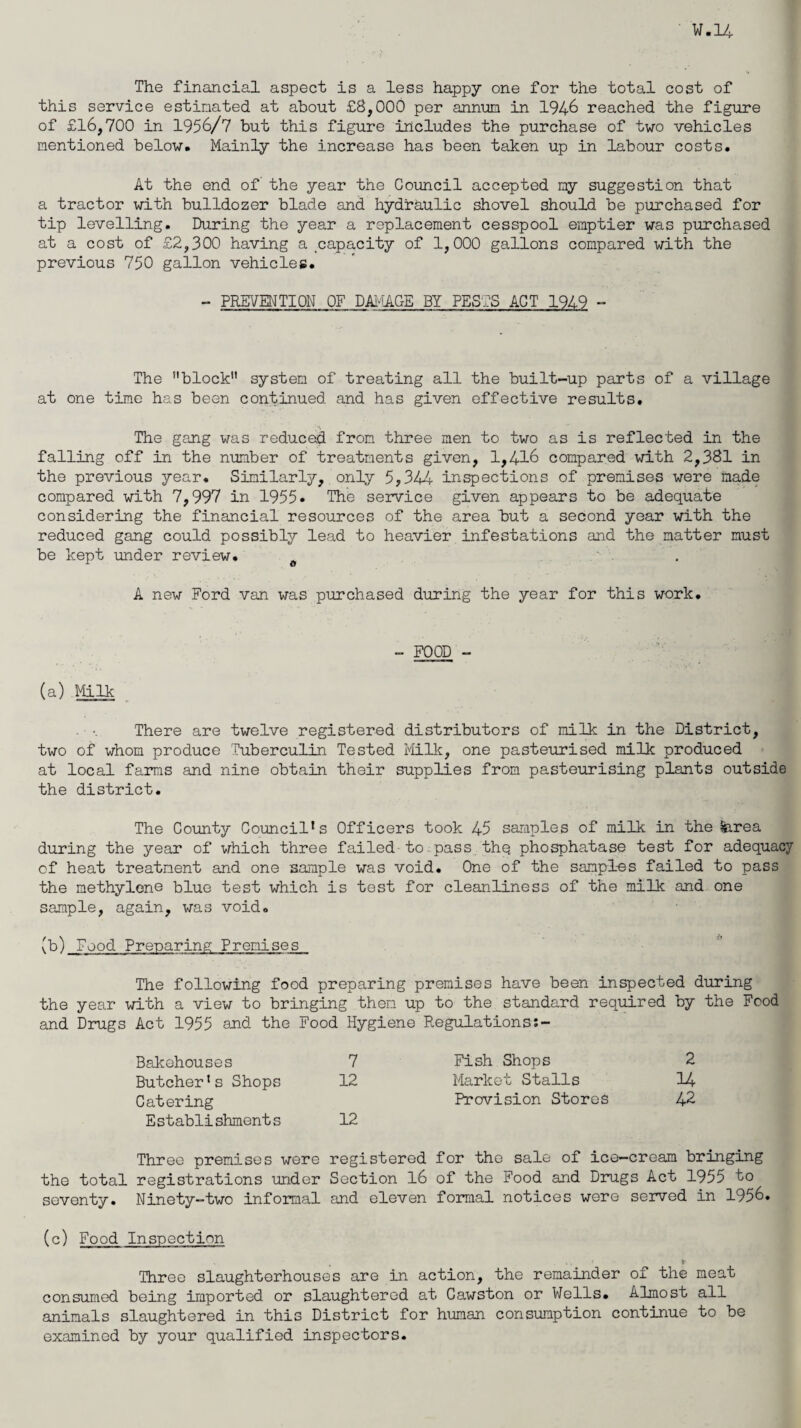 W.14
The financial aspect is a less happy one for the total cost of
this service estimated at about £8,000 per annum in 1946 reached the figure
of £16,700 in 1956/7 but this figure includes the purchase of two vehicles
mentioned below. Mainly the increase has been taken up in labour costs.
At the end of the year the Council accepted my suggestion that
a tractor with bulldozer blade and hydraulic shovel should be purchased for
tip levelling. During the year a replacement cesspool emptier was purchased
at a cost of £2,300 having a capacity of 1,000 gallons compared with the
previous 750 gallon vehicles.
- PREVENTION OF DAMAGE BY PESTS ACT 1949 -
The "block" system of treating all the built-up parts of a village
at one time has been continued and has given effective results.
The gang was reduced from three men to two as is reflected in the
falling off in the number of treatments given, 1,416 compared with 2,381 in
the previous year. Similarly, only 5,344 inspections of premises were made
compared with 7,997 in 1955. The service given appears to be adequate
considering the financial resources of the area but a second year with the
reduced gang could possibly lead to heavier infestations and the matter must
be kept under review.
A new Ford van was purchased during the year for this work.
- FOOD -
(a) Milk
There are twelve registered distributors of milk in the District,
two of whom produce Tuberculin Tested Milk, one pasteurised milk produced
at local farms and nine obtain their supplies from pasteurising plants outside
the district.
The County Council's Officers took 45 samples of milk in the area
during the year of which three failed to pass the phosphatase test for adequacy
of heat treatment and one sample was void. One of the samples failed to pass
the methylene blue test which is test for cleanliness of the milk and one
sample, again, was void.
(b) Food Preparing Premises
The following food preparing premises have been inspected during
the year with a view to bringing them up to the standard required by the Food
and Drugs Act 1955 and the Food Hygiene Regulations:-
Bakehouses 7 Fish Shops 2
Butcher's Shops 12 Market Stalls 14
Catering Provision Stores 42
Establishments 12
Three premises were registered for the sale of ice-cream bringing
the total registrations under Section 16 of the Food and Drugs Act 1955 to
seventy. Ninety-two informal and eleven formal notices were served in 1956.
(c) Food Inspection
Three slaughterhouses are in action, the remainder of the meat
consumed being imported or slaughtered at Cawston or Wells. Almost all
animals slaughtered in this District for human consumption continue to be
examined by your qualified inspectors.